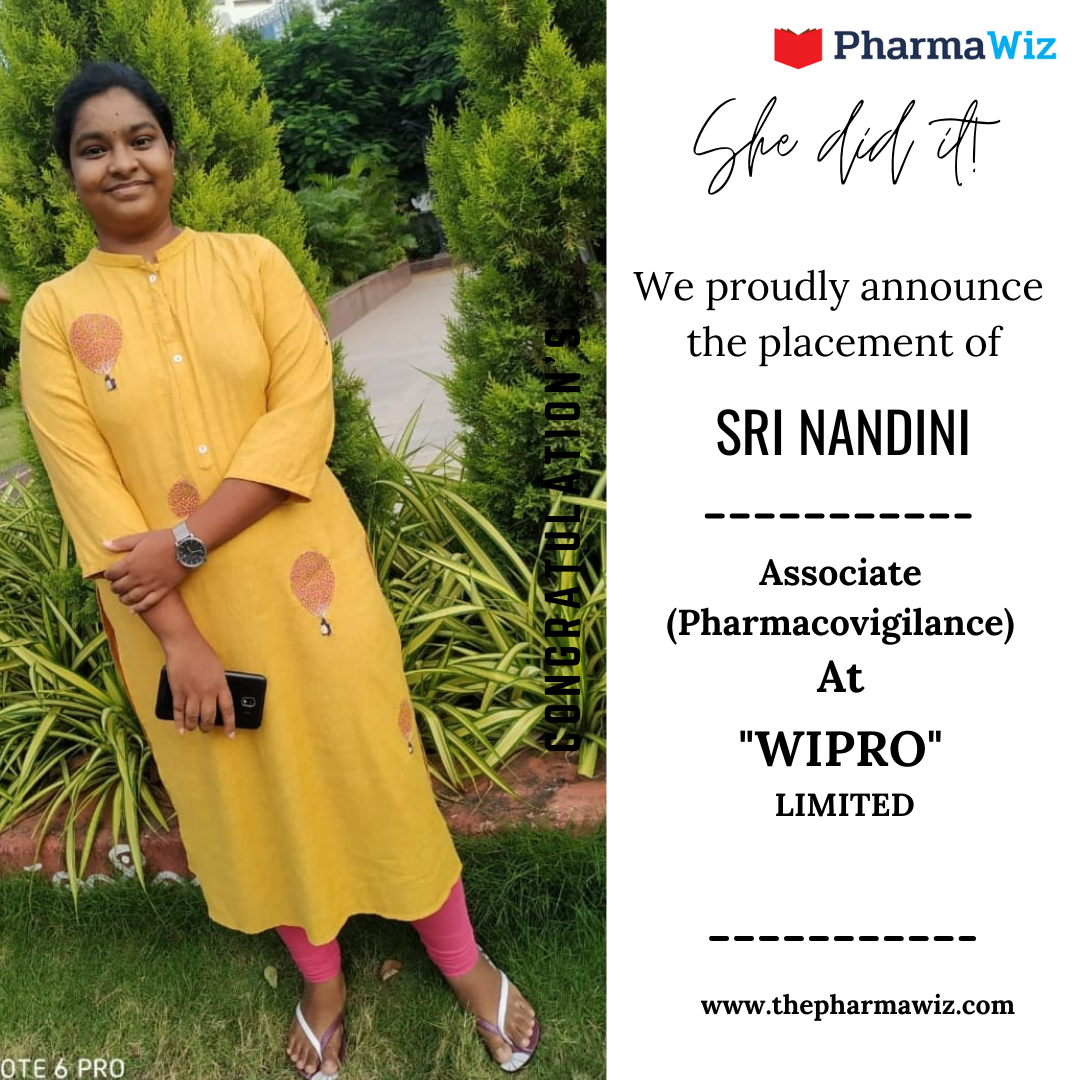 PharmaWiz
She did it!
We proudly announce
the placement of
SRI NANDINI
Associate
(Pharmacovigilance)
At
"WIPRO"
LIMITED
www.thepharmawiz.com
CONGRATULATION'S
OTE 6 PRO